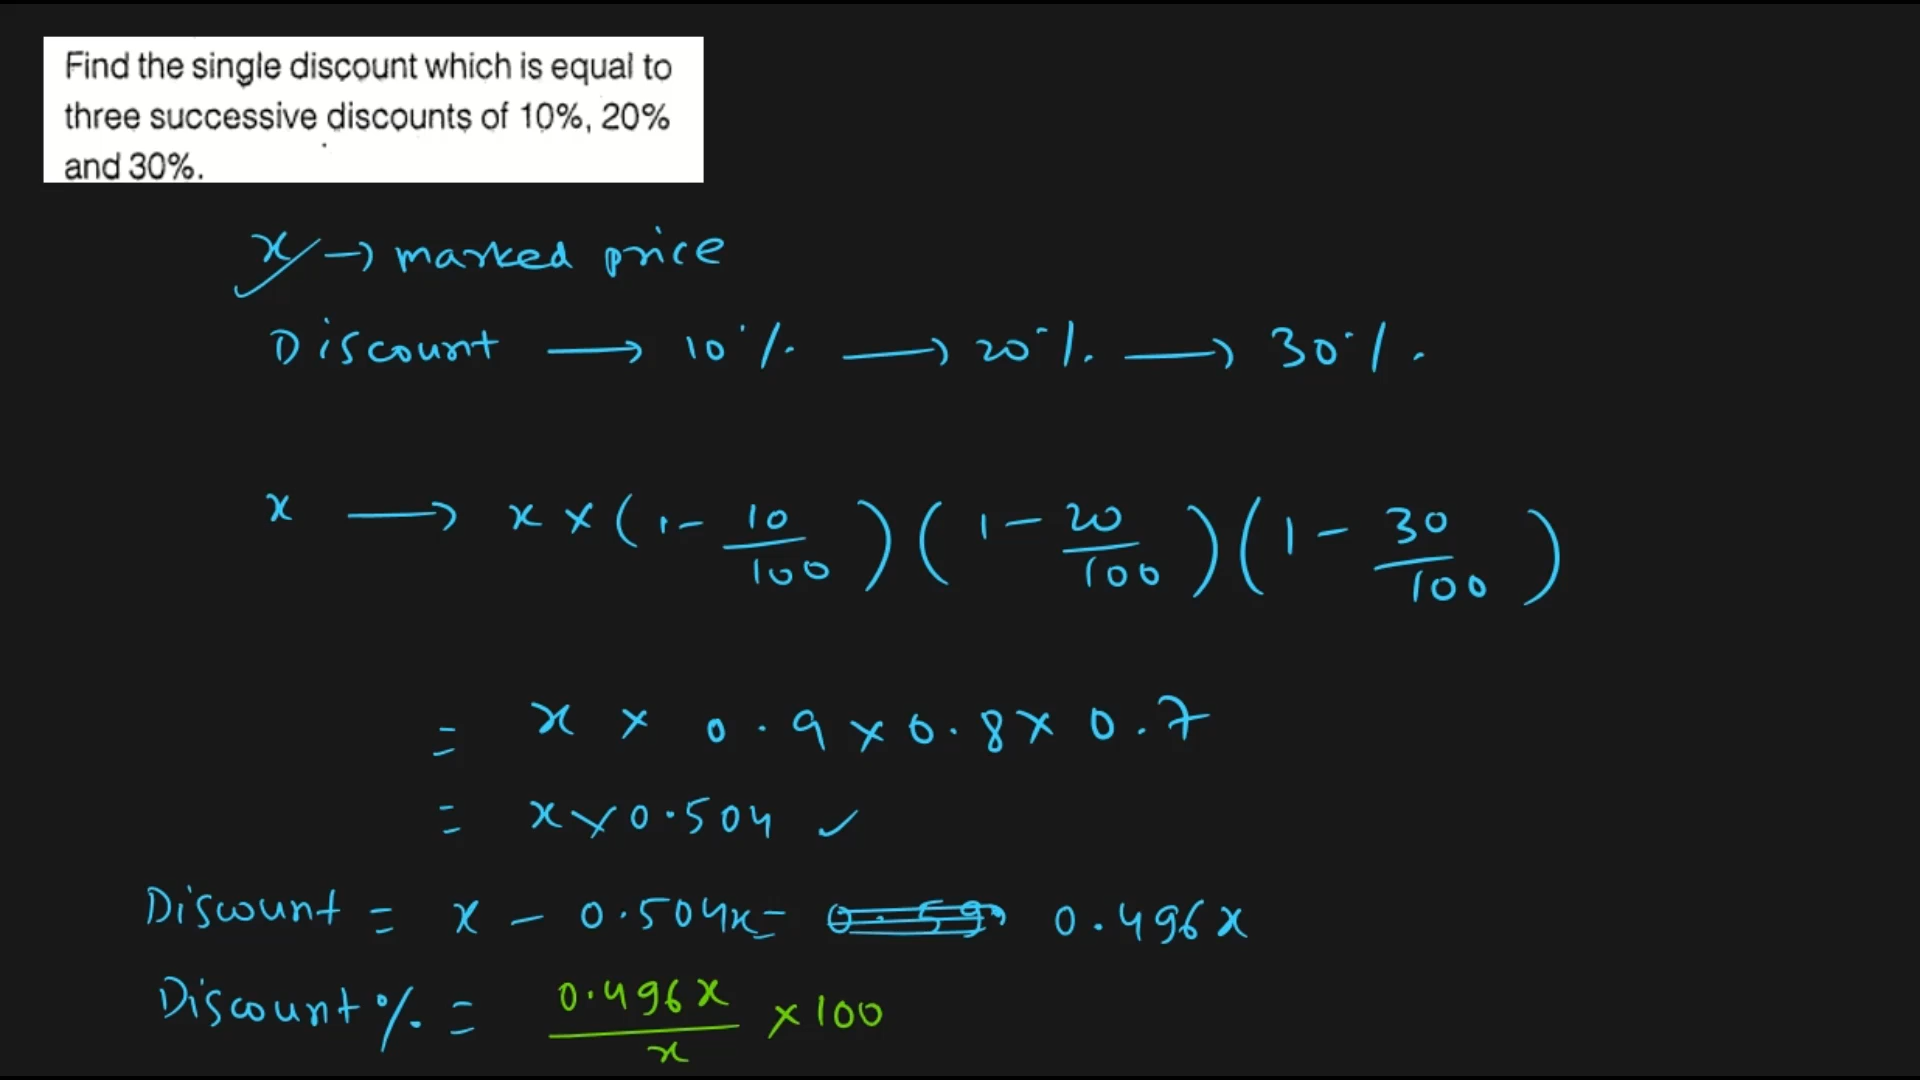 Find the single discount which is equal to
three successive discounts of 10%, 20%
and 30%.
x → marked price
Discount → 10% → 20% → 30%.
x → x × (1 - 10/100) (1 - 20/100) (1 - 30/100)
= x × 0.9 × 0.8 × 0.7
= x × 0.504 ✓
Discount = x - 0.504x = 0.496x
Discount % = 0.496x/x × 100